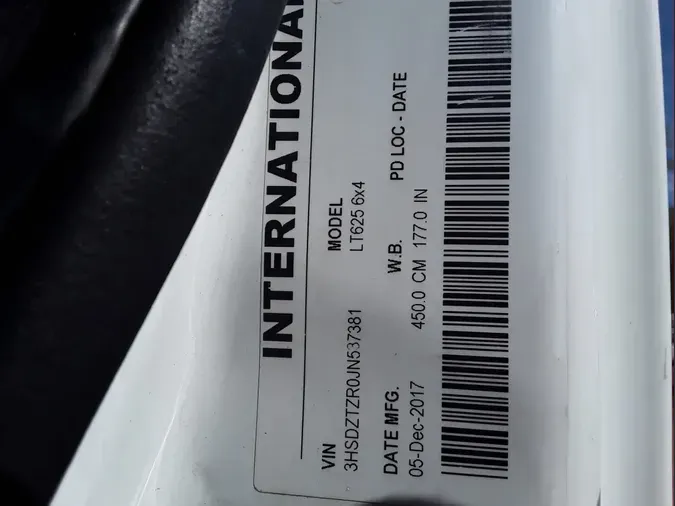 INTERNATIONA
VIN MODEL
3HSDZTZR0JN537381 LT625 6x4
DATE MFG. W.B. PD LOC - DATE
05-Dec-2017 450.0 CM 177.0 IN